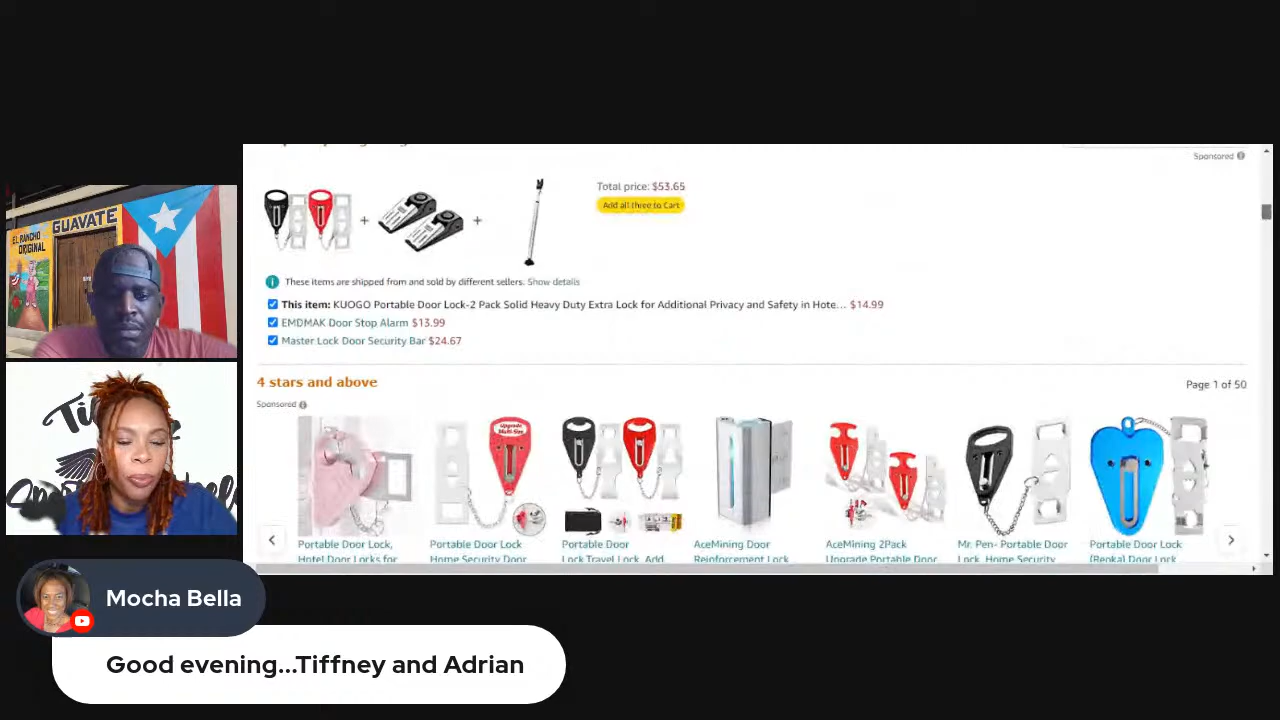 Sponsored
Total price: $53.65
Add all three to Cart
These items are shipped from and sold by different sellers. Show details
This item: KUOGO Portable Door Lock-2 Pack Solid Heavy Duty Extra Lock for Additional Privacy and Safety in Hote... $14.99
EMDMAK Door Stop Alarm $13.99
Master Lock Door Security Bar $24.67
4 stars and above
Page 1 of 50
Sponsored
Upgrade
Multi-Size
Portable Door Lock,
Hotel Door Locks for
Portable Door Lock
Home Security Door
Portable Door
Lock Travel Lock, Add
AceMining Door
Reinforcement Lock
AceMining 2Pack
Upgrade Portable Door
Mr. Pen- Portable Door
Lock, Home Security
Portable Door Lock
Door Lock
EL RANCHO
ORIGINAL
GUAVATE
Mocha Bella
Good evening...Tiffney and Adrian